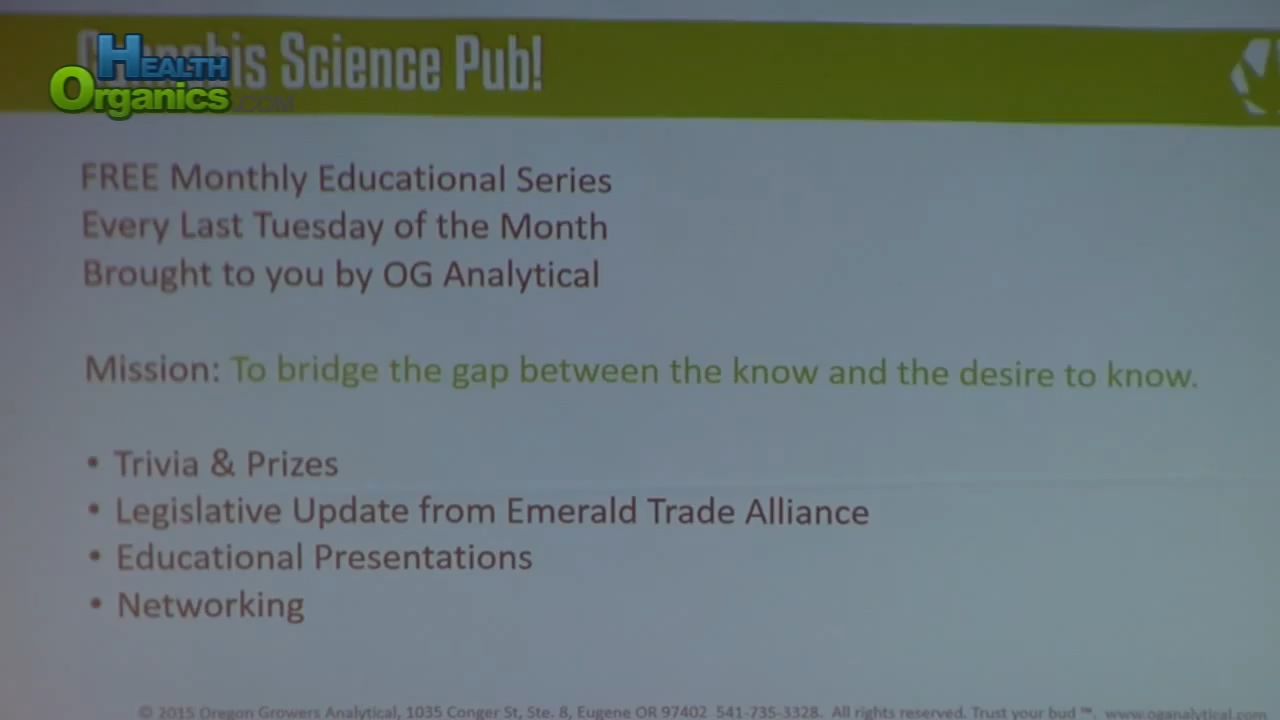 Cannabis Science Pub!
HEALTH
Organics.COM
FREE Monthly Educational Series
Every Last Tuesday of the Month
Brought to you by OG Analytical
Mission: To bridge the gap between the know and the desire to know.
• Trivia & Prizes
• Legislative Update from Emerald Trade Alliance
• Educational Presentations
• Networking
© 2015 Oregon Growers Analytical, 1035 Conger St, Ste. 8, Eugene OR 97402 541-735-3328. All rights reserved. Trust your bud ™. www.oganalytical.com